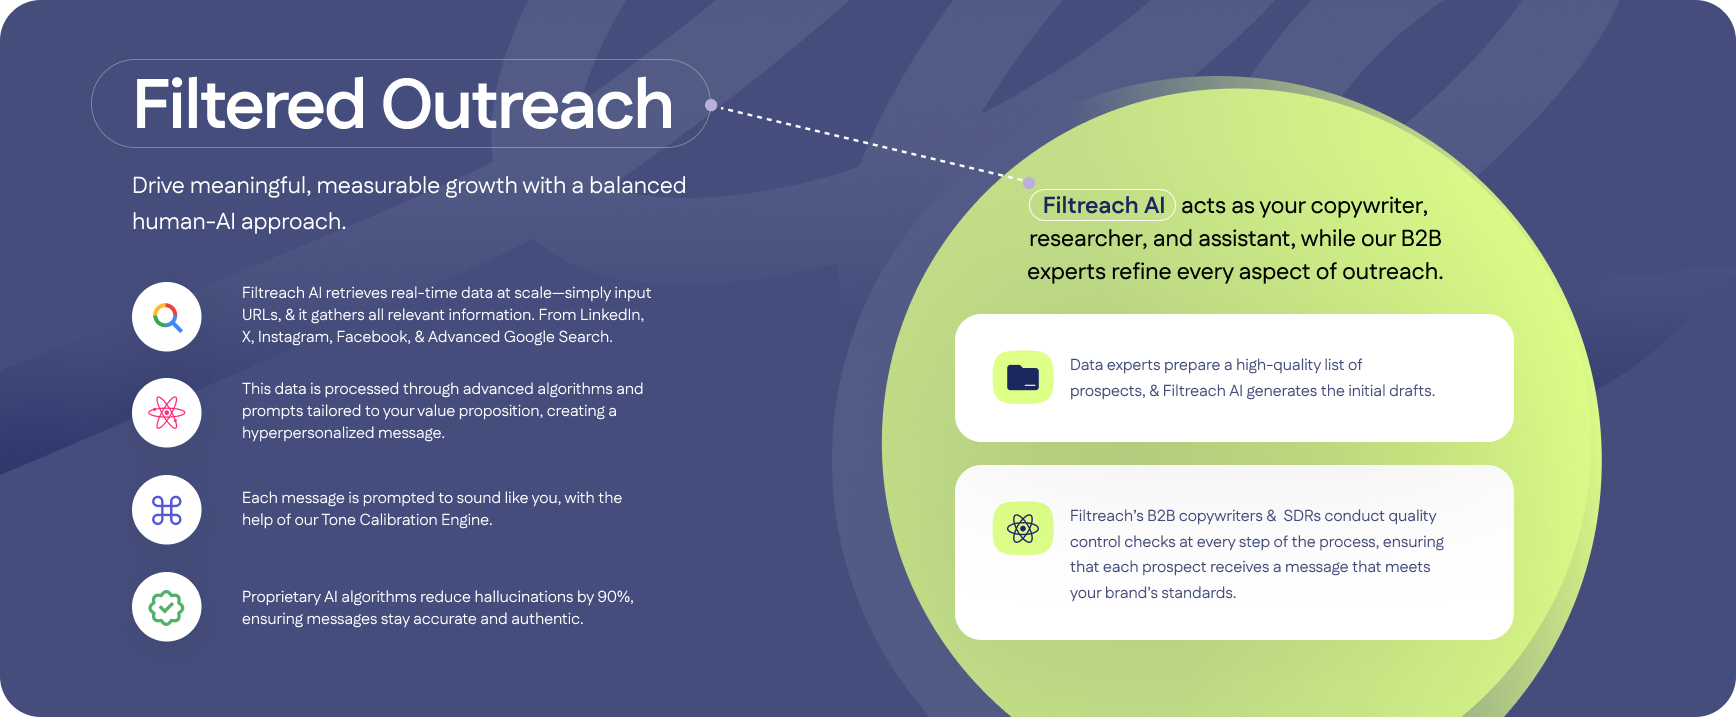 Filtered Outreach
Drive meaningful, measurable growth with a balanced
human-AI approach.
Filtreach AI retrieves real-time data at scale—simply input
URLs, & it gathers all relevant information. From LinkedIn,
X, Instagram, Facebook, & Advanced Google Search.
This data is processed through advanced algorithms and
prompts tailored to your value proposition, creating a
hyperpersonalized message.
Each message is prompted to sound like you, with the
help of our Tone Calibration Engine.
Proprietary AI algorithms reduce hallucinations by 90%,
ensuring messages stay accurate and authentic.
Filtreach AI acts as your copywriter,
researcher, and assistant, while our B2B
experts refine every aspect of outreach.
Data experts prepare a high-quality list of
prospects, & Filtreach AI generates the initial drafts.
Filtreach's B2B copywriters &  SDRs conduct quality
control checks at every step of the process, ensuring
that each prospect receives a message that meets
your brand's standards.